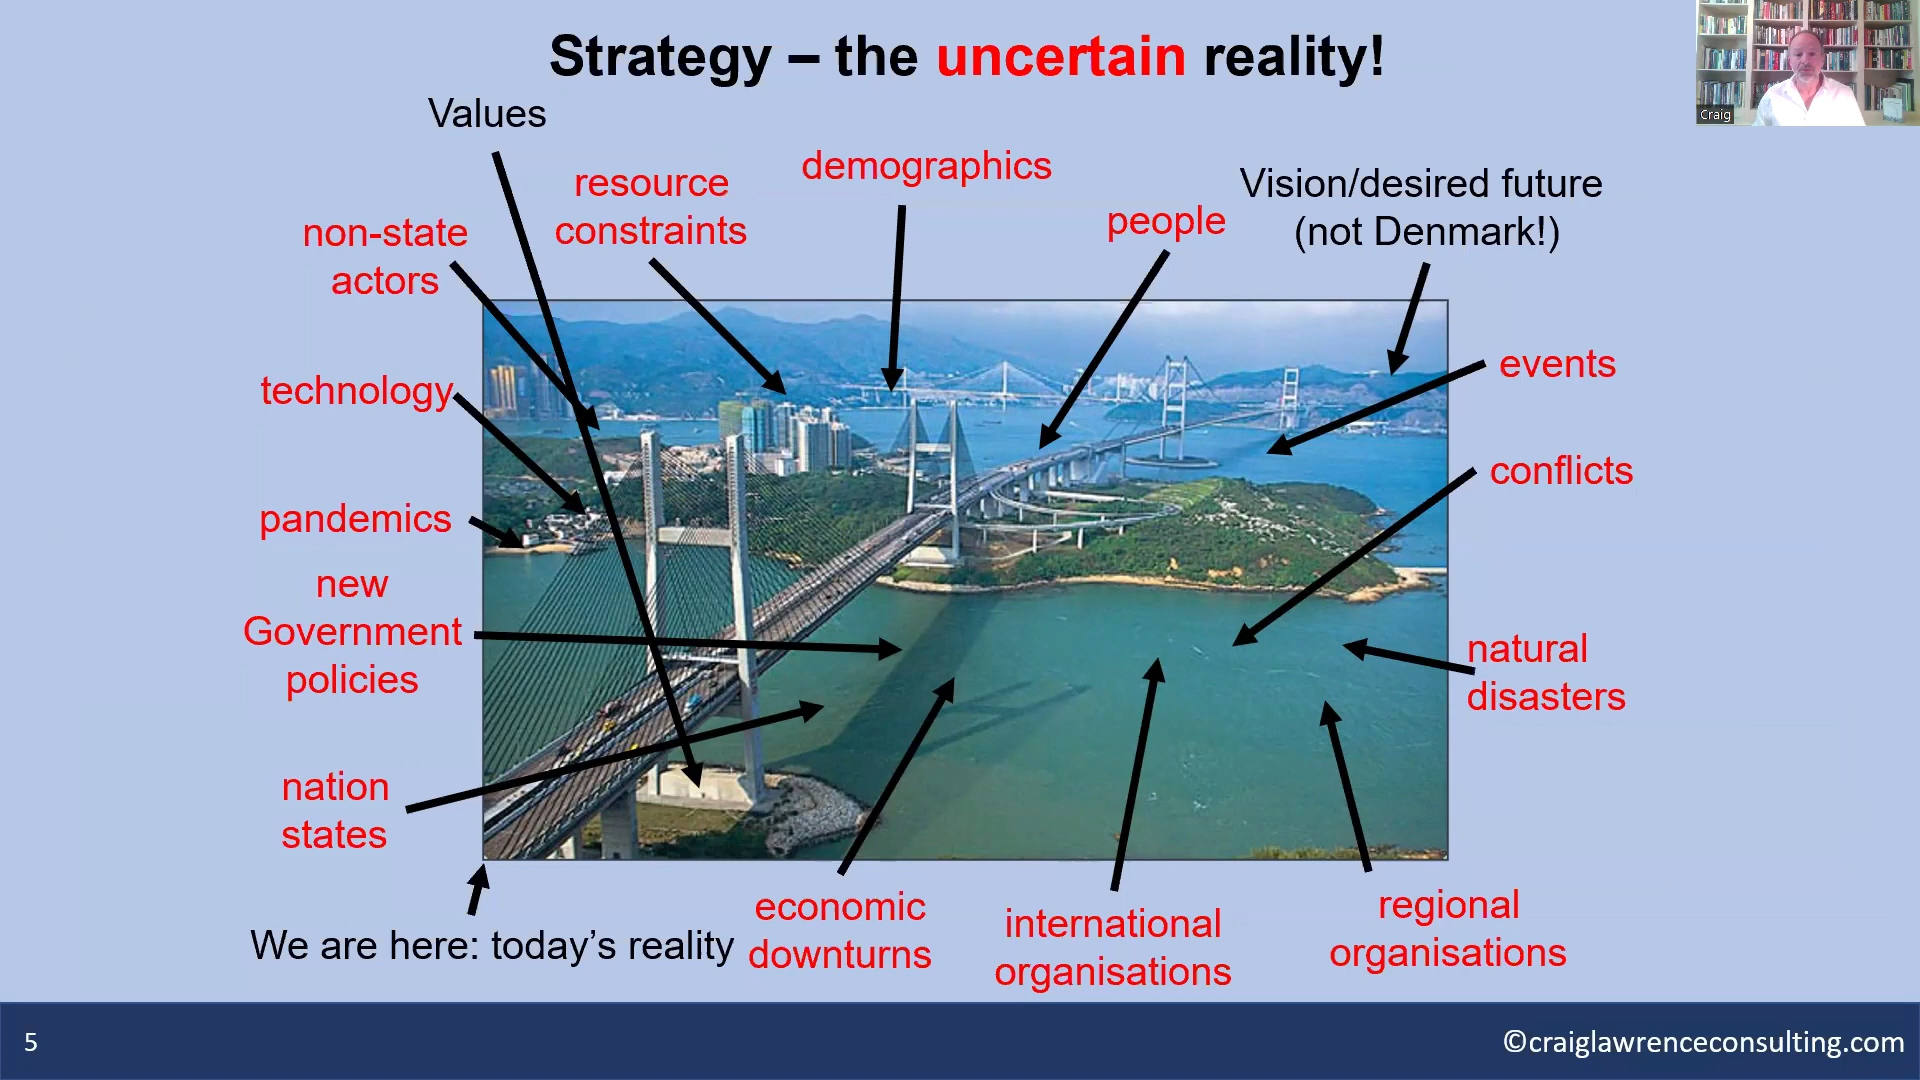 Strategy – the uncertain reality!
Craig
Values
demographics
resource
constraints
Vision/desired future
(not Denmark!)
people
non-state
actors
events
technology
conflicts
pandemics
new
Government
policies
natural
disasters
nation
states
We are here: today’s reality
economic
downturns
international
organisations
regional
organisations
5
©craiglawrenceconsulting.com